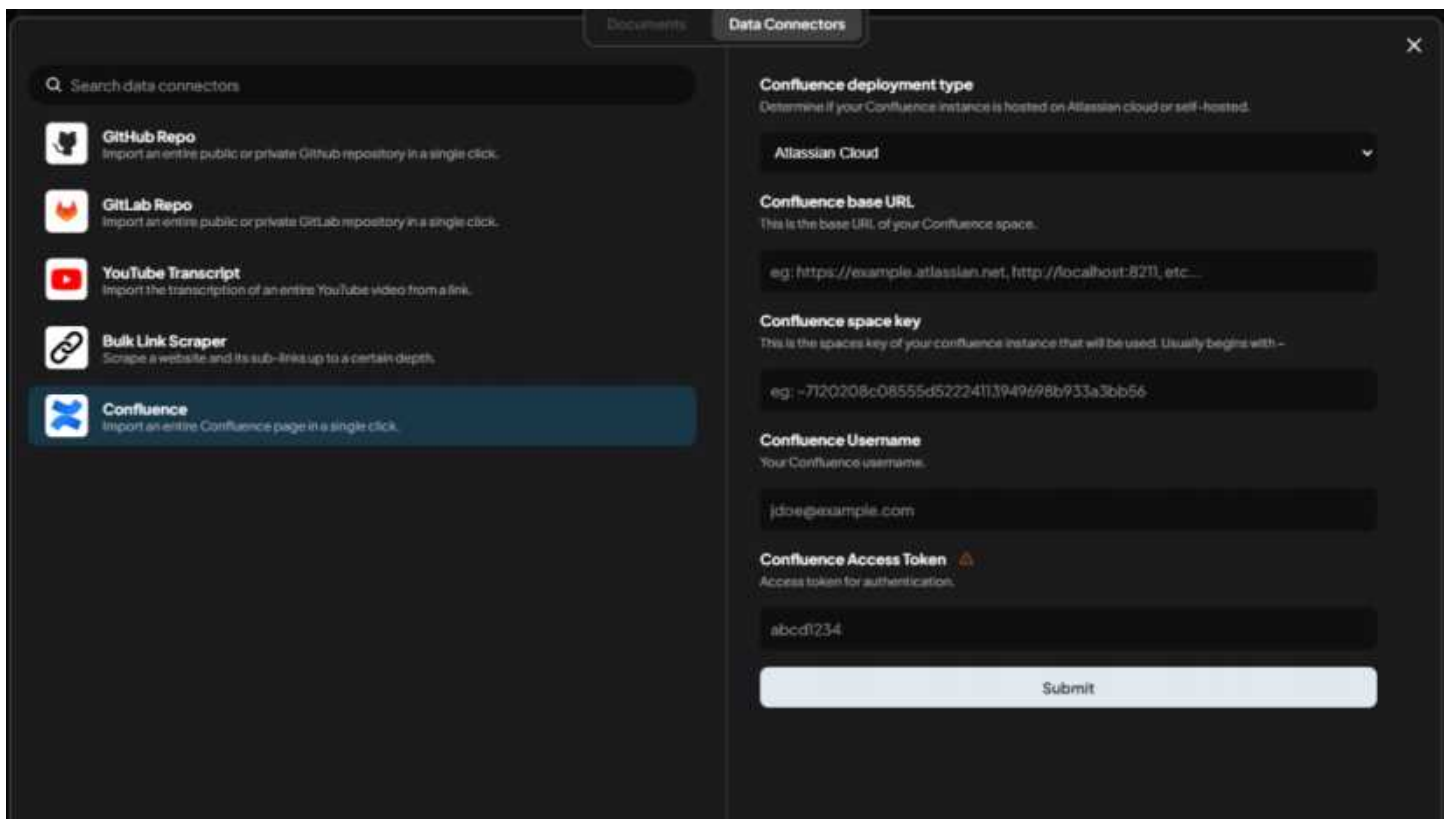 Documents
Data Connectors
Search data connectors
GitHub Repo
Import an entire public or private Github repository in a single click.
GitLab Repo
Import an entire public or private GitLab repository in a single click.
YouTube Transcript
Import the transcription of an entire YouTube video from a link.
Bulk Link Scraper
Scrape a website and its sub-links up to a certain depth.
Confluence
Import an entire Confluence page in a single click.
Confluence deployment type
Determine if your Confluence instance is hosted on Atlassian cloud or self-hosted.
Atlassian Cloud
Confluence base URL
This is the base URL of your Confluence space.
eg: https://example.atlassian.net, http://localhost:8211, etc...
Confluence space key
This is the spaces key of your confluence instance that will be used. Usually begins with ~
eg: ~7120208c08555d52224113949698b933a3bb56
Confluence Username
Your Confluence username.
jdoe@example.com
Confluence Access Token
Access token for authentication.
abcd1234
Submit